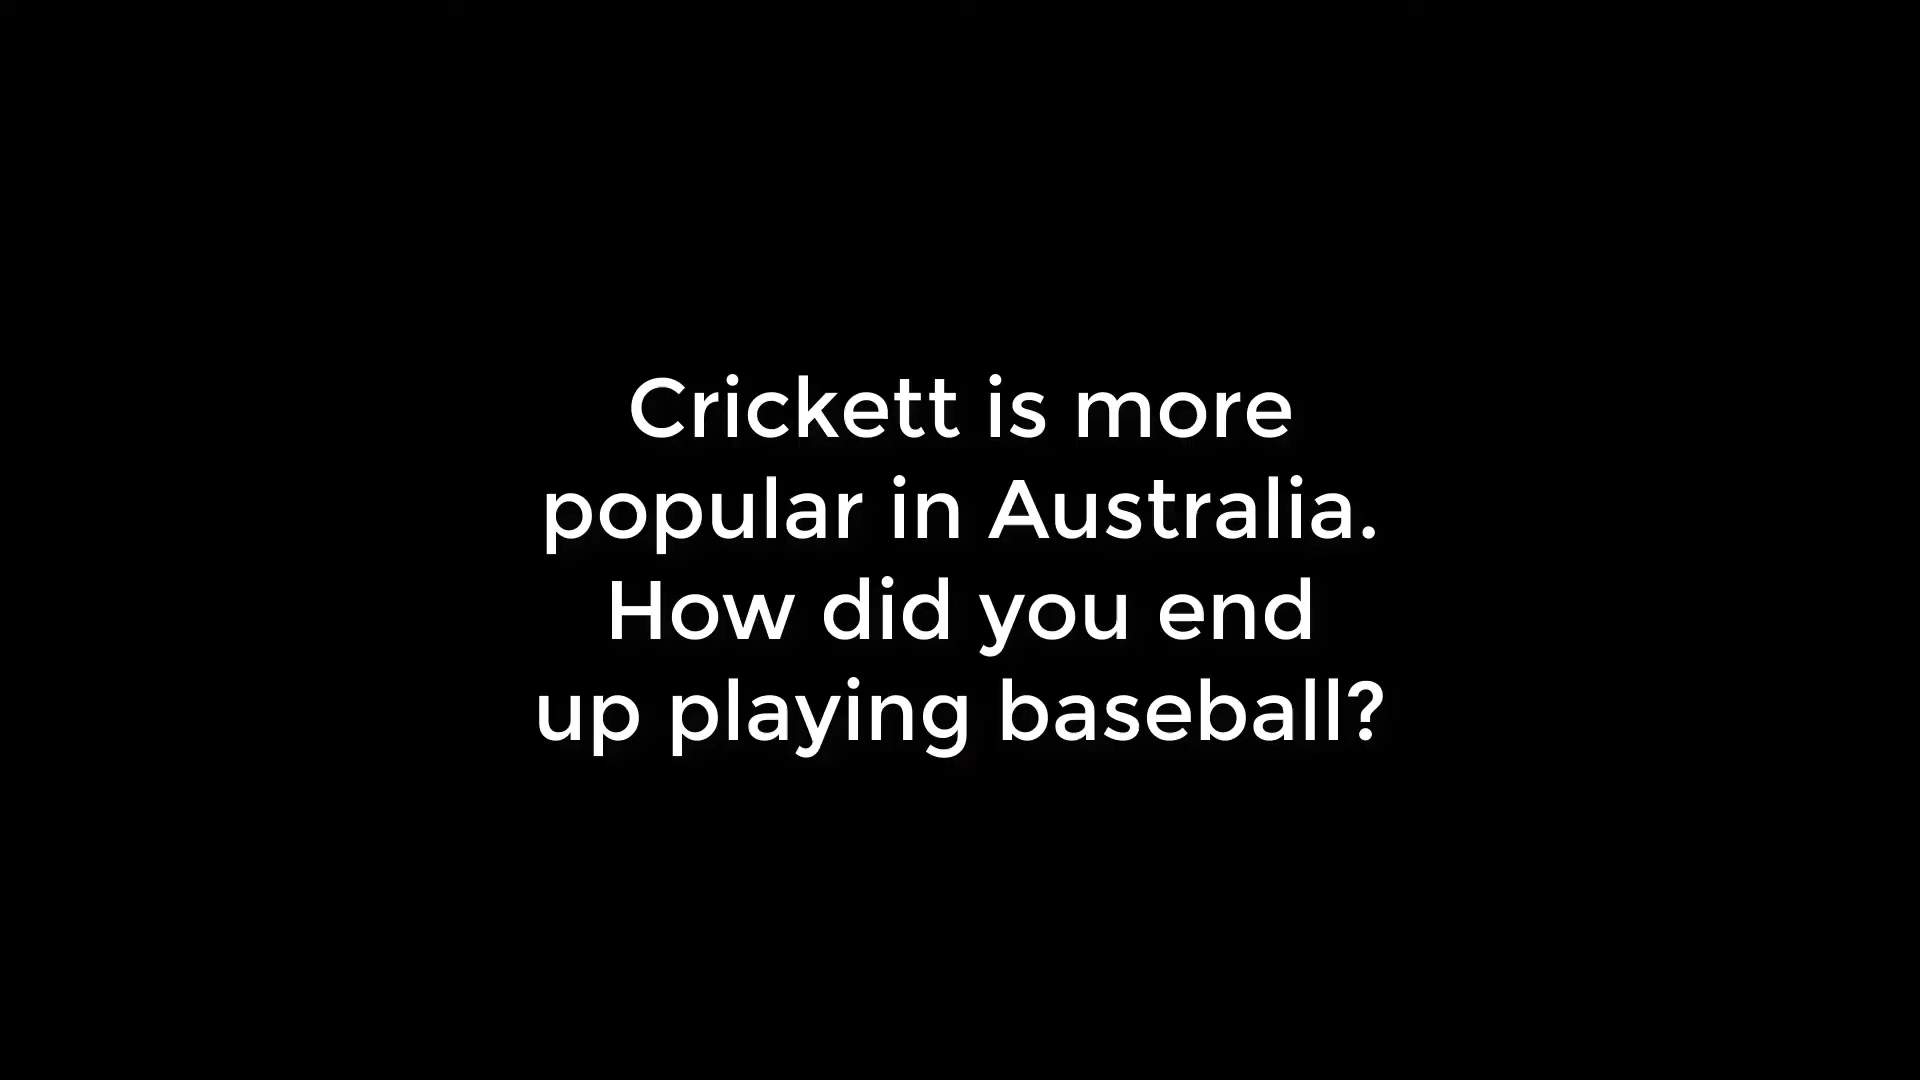 Crickett is more
popular in Australia.
How did you end
up playing baseball?